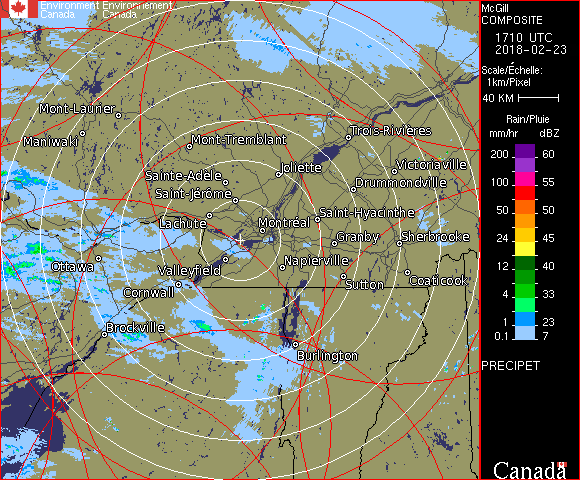 Environment Environnement
Canada Canada
McGill
COMPOSITE
1710 UTC
2018-02-23
Scale/Échelle:
1km/Pixel
40 KM
Rain/Pluie
mm/hr dBZ
200 60
150 55
100 55
50 50
24 45
12 40
4 33
1 23
0.1 7
PRECIPET
Canada
Mont-Laurier
Maniwaki
Mont-Tremblant
Trois-Rivières
Joliette
Victoriaville
Sainte-Adèle
Drummondville
Saint-Jérôme
Lachute
Saint-Hyacinthe
Montréal
Granby
Sherbrooke
Ottawa
Valleyfield
Napierville
Cornwall
Sutton
Coaticook
Brockville
Burlington